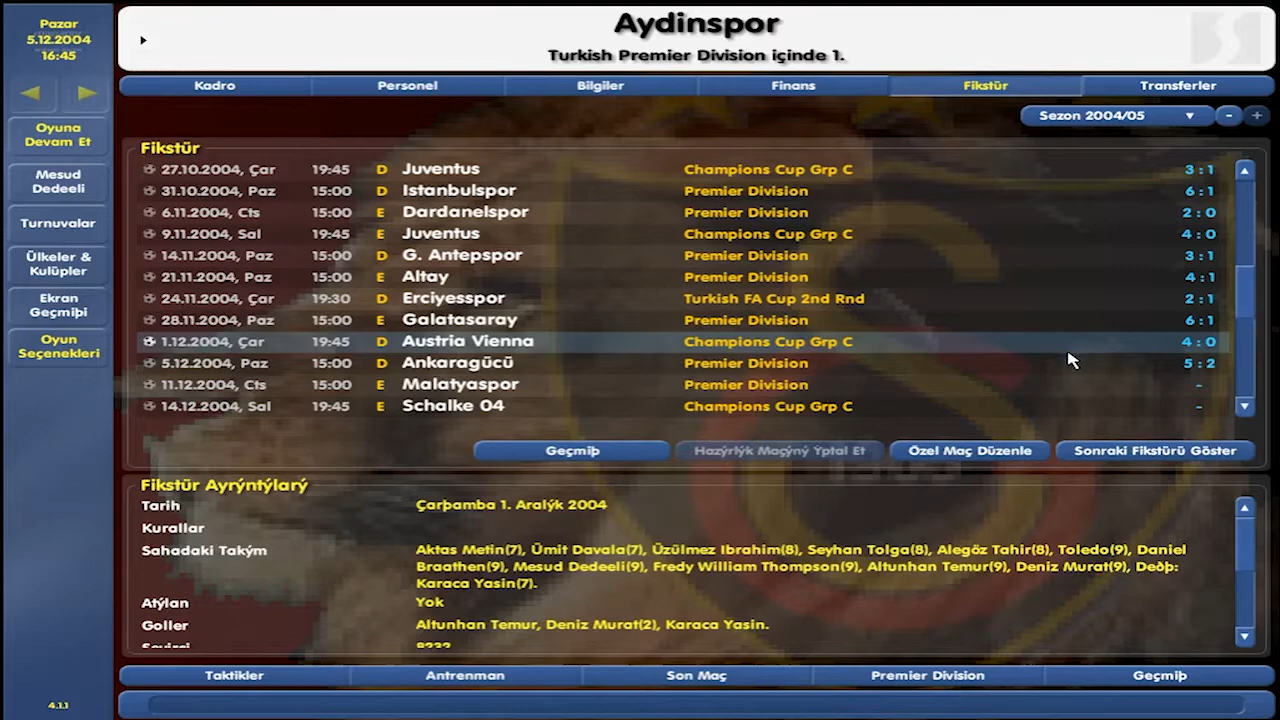 Pazar
5.12.2004
16:45
Aydinspor
Turkish Premier Division içinde 1.
Kadro Personel Bilgiler Finans Fikstür Transferler
Sezon 2004/05 - +
Oyuna
Devam Et
Mesud
Dedeeli
Turnuvalar
Ülkeler &
Kulüpler
Ekran
Geçmiþi
Oyun
Seçenekleri
4.1.1
Fikstür
27.10.2004, Çar 19:45 D Juventus Champions Cup Grp C 3 : 1
31.10.2004, Paz 15:00 D Istanbulspor Premier Division 6 : 1
6.11.2004, Cts 15:00 E Dardanelspor Premier Division 2 : 0
9.11.2004, Sal 19:45 E Juventus Champions Cup Grp C 4 : 0
14.11.2004, Paz 15:00 D G. Antepspor Premier Division 3 : 1
21.11.2004, Paz 15:00 E Altay Premier Division 4 : 1
24.11.2004, Çar 19:30 D Erciyesspor Turkish FA Cup 2nd Rnd 2 : 1
28.11.2004, Paz 15:00 E Galatasaray Premier Division 6 : 1
1.12.2004, Çar 19:45 D Austria Vienna Champions Cup Grp C 4 : 0
5.12.2004, Paz 15:00 D Ankaragücü Premier Division 5 : 2
11.12.2004, Cts 15:00 E Malatyaspor Premier Division -
14.12.2004, Sal 19:45 E Schalke 04 Champions Cup Grp C -
Geçmiþ Hazýrlýk Maçýný Ýptal Et Özel Maç Düzenle Sonraki Fikstürü Göster
Fikstür Ayrýntýlarý
Tarih Çarþamba 1. Aralýk 2004
Kurallar
Sahadaki Takým Aktas Metin(7), Ümit Davala(7), Üzülmez Ibrahim(8), Seyhan Tolga(8), Alegöz Tahir(8), Toledo(9), Daniel
Braathen(9), Mesud Dedeeli(9), Fredy William Thompson(9), Altunhan Temur(9), Deniz Murat(9), Deðþ:
Karaca Yasin(7).
Atýlan Yok
Goller Altunhan Temur, Deniz Murat(2), Karaca Yasin.
Taktikler Antrenman Son Maç Premier Division Geçmiþ